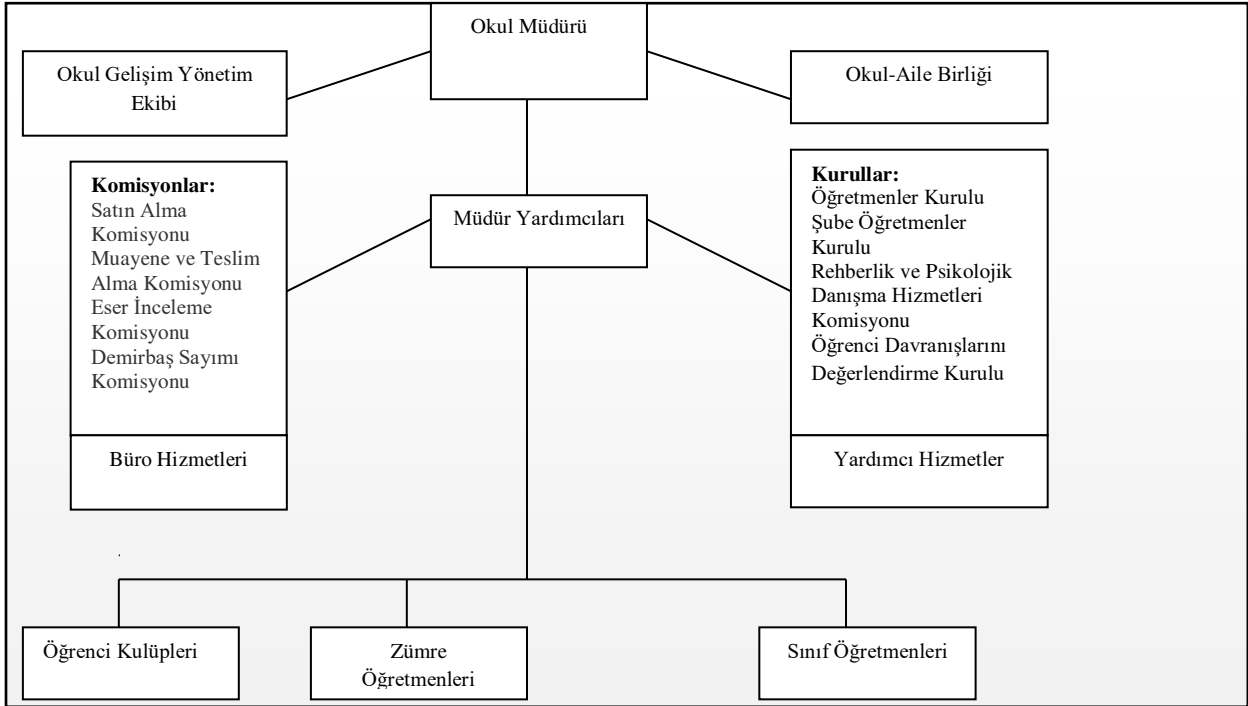 Okul Müdürü
Okul Gelişim Yönetim
Ekibi
Okul-Aile Birliği
Komisyonlar:
Satın Alma
Komisyonu
Muayene ve Teslim
Alma Komisyonu
Eser İnceleme
Komisyonu
Demirbaş Sayımı
Komisyonu
Müdür Yardımcıları
Kurullar:
Öğretmenler Kurulu
Şube Öğretmenler
Kurulu
Rehberlik ve Psikolojik
Danışma Hizmetleri
Komisyonu
Öğrenci Davranışlarını
Değerlendirme Kurulu
Büro Hizmetleri
Yardımcı Hizmetler
Öğrenci Kulüpleri
Zümre
Öğretmenleri
Sınıf Öğretmenleri